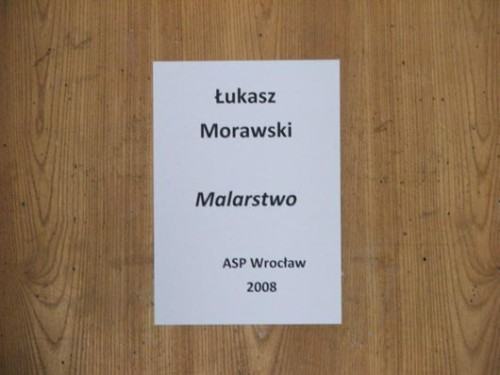 Łukasz
Morawski
Malarstwo
ASP Wrocław
2008